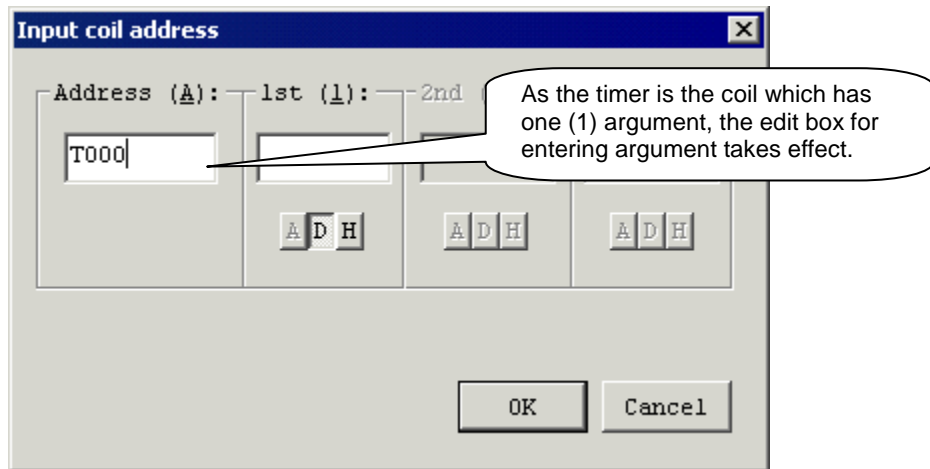 Input coil address
Address (A): 1st (1): 2nd (
As the timer is the coil which has
one (1) argument, the edit box for
entering argument takes effect.
T000
A D H A D H A D H
OK Cancel